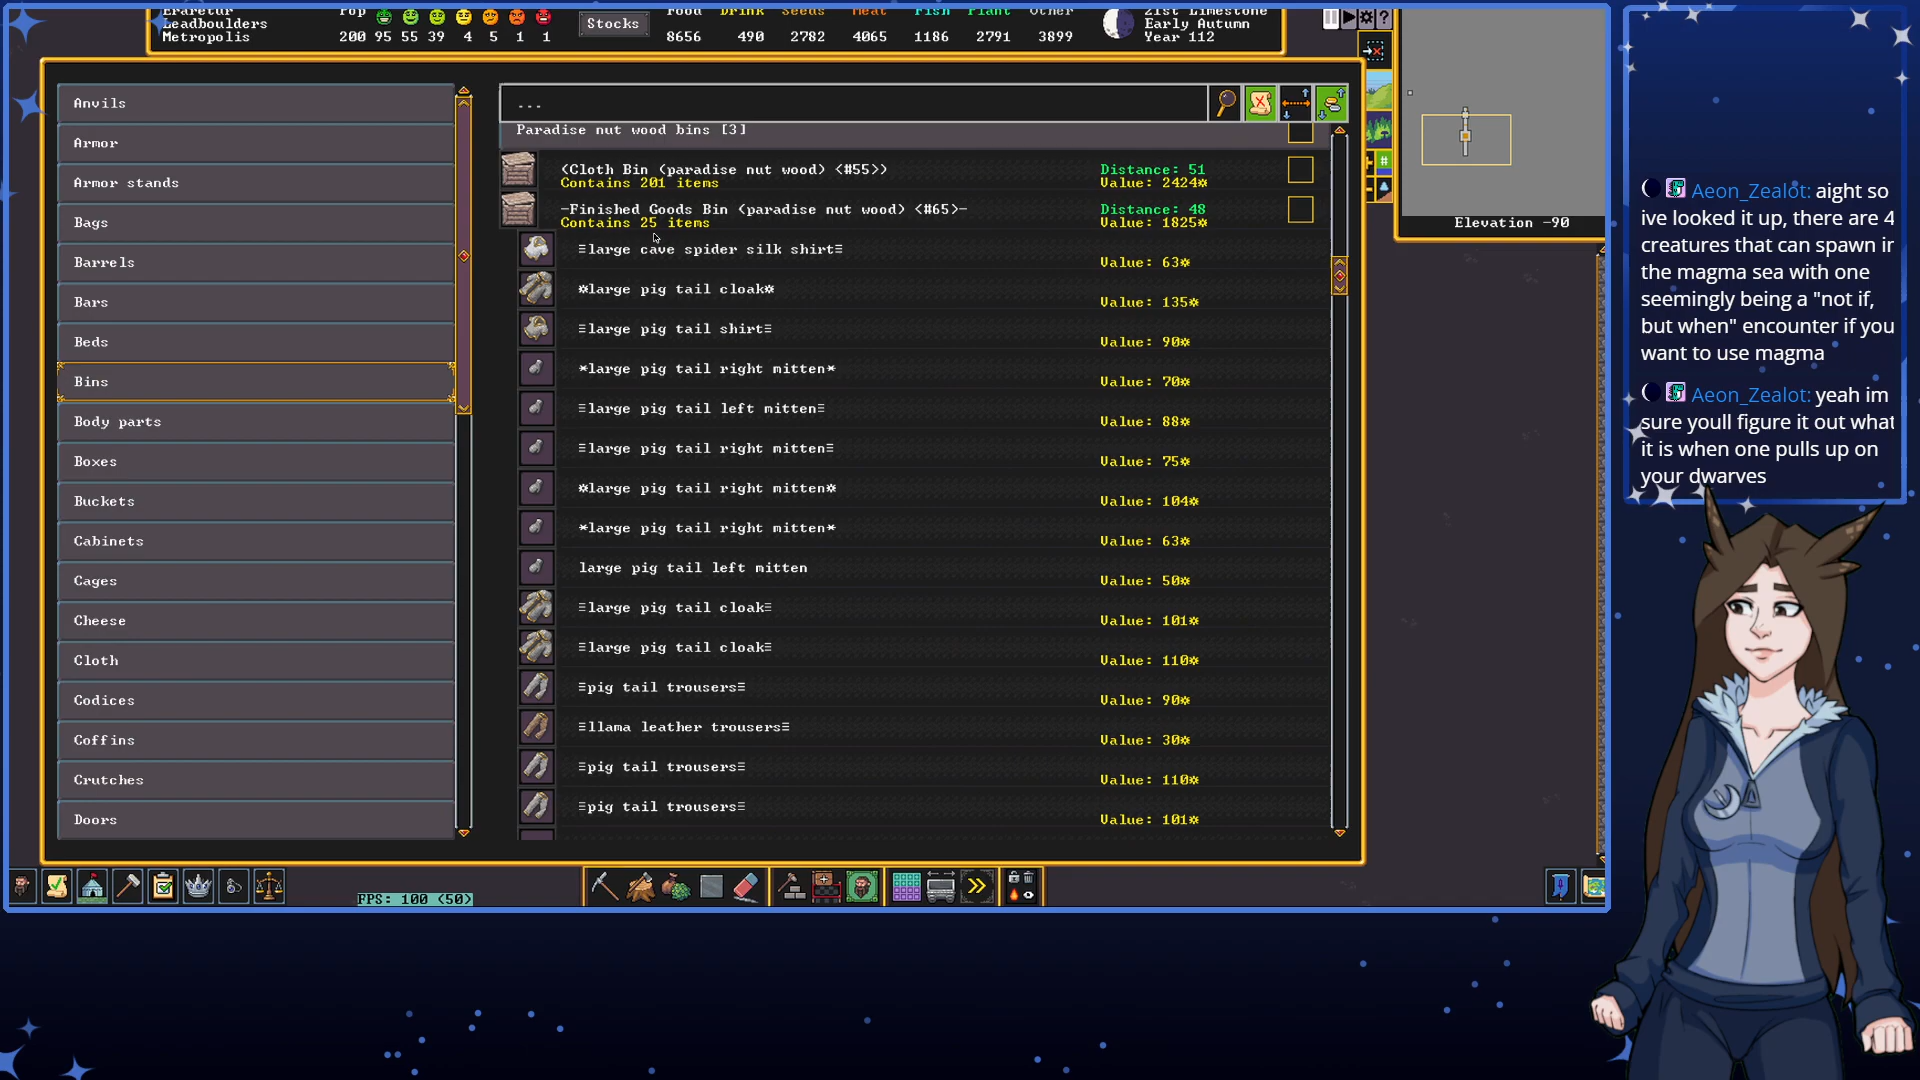 Pop
Stocks
Food Drink Seeds Meat Fish Plant Other
21st Limestone
Leadboulders
Metropolis
200 95 55 39 4 5 1 1
8656 490 2782 4065 1186 2791 3899
Early Autumn
Year 112
Anvils
Armor
Armor stands
Bags
Barrels
Bars
Beds
Bins
Body parts
Boxes
Buckets
Cabinets
Cages
Cheese
Cloth
Codices
Coffins
Crutches
Doors
...
Paradise nut wood bins [3]
(Cloth Bin (paradise nut wood) <#55>)
Distance: 51
Contains 201 items
Value: 2424☼
-Finished Goods Bin (paradise nut wood) <#65>-
Distance: 48
Contains 25 items
Value: 1825☼
≡large cave spider silk shirt≡
Value: 63☼
☼large pig tail cloak☼
Value: 135☼
≡large pig tail shirt≡
Value: 90☼
*large pig tail right mitten*
Value: 70☼
≡large pig tail left mitten≡
Value: 88☼
≡large pig tail right mitten≡
Value: 75☼
☼large pig tail right mitten☼
Value: 104☼
*large pig tail right mitten*
Value: 63☼
large pig tail left mitten
Value: 50☼
≡large pig tail cloak≡
Value: 101☼
≡large pig tail cloak≡
Value: 110☼
≡pig tail trousers≡
Value: 90☼
≡llama leather trousers≡
Value: 30☼
≡pig tail trousers≡
Value: 110☼
≡pig tail trousers≡
Value: 101☼
Elevation -90
FPS: 100 (50)
Aeon_Zealot: aight so
ive looked it up, there are 4
creatures that can spawn in
the magma sea with one
seemingly being a "not if,
but when" encounter if you
want to use magma
Aeon_Zealot: yeah im
sure youll figure it out what
it is when one pulls up on
your dwarves